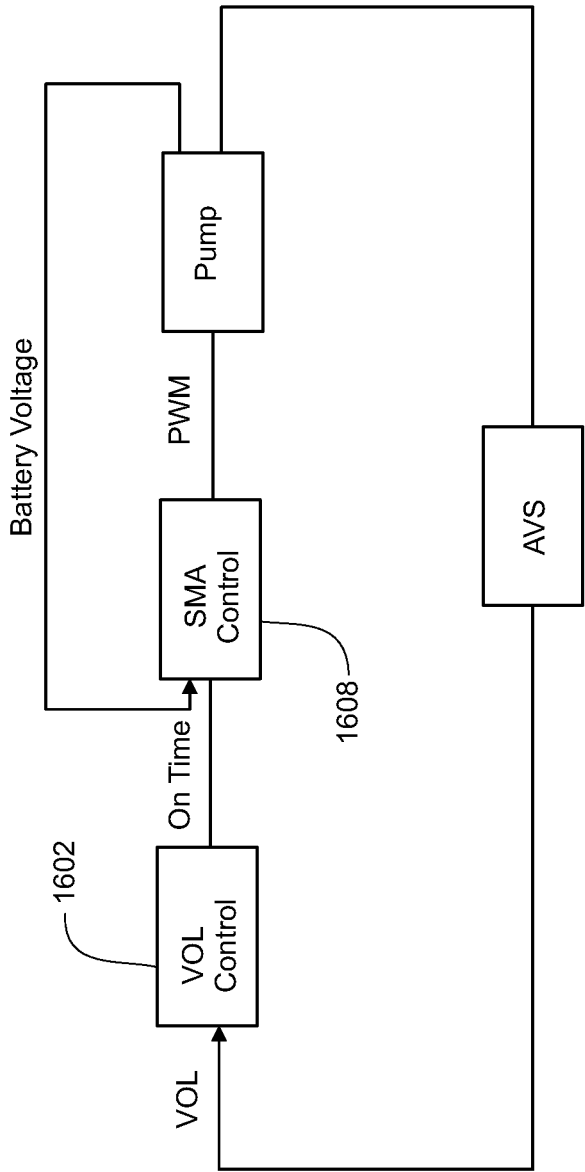 Battery Voltage
1602
VOL
VOL
Control
On Time
SMA
Control
1608
PWM
Pump
AVS